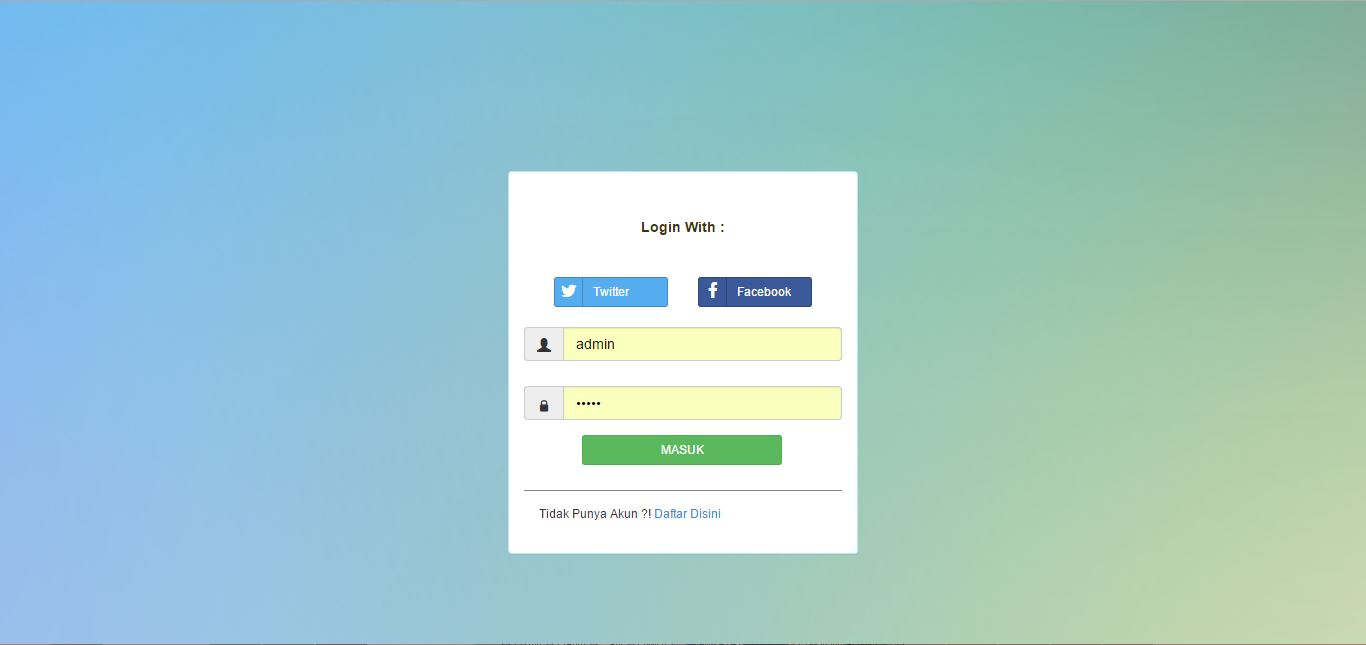 Login With :
Twitter
Facebook
admin
•••••
MASUK
Tidak Punya Akun ?! Daftar Disini